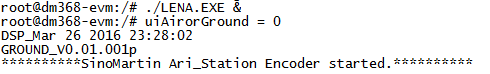 root@dm368-evm:/# ./LENA.EXE &
root@dm368-evm:/# uiAirorGround = 0
DSP_Mar 26 2016 23:28:02
GROUND_V0.01.001p
**********SinoMartin Ari_Station Encoder started.**********